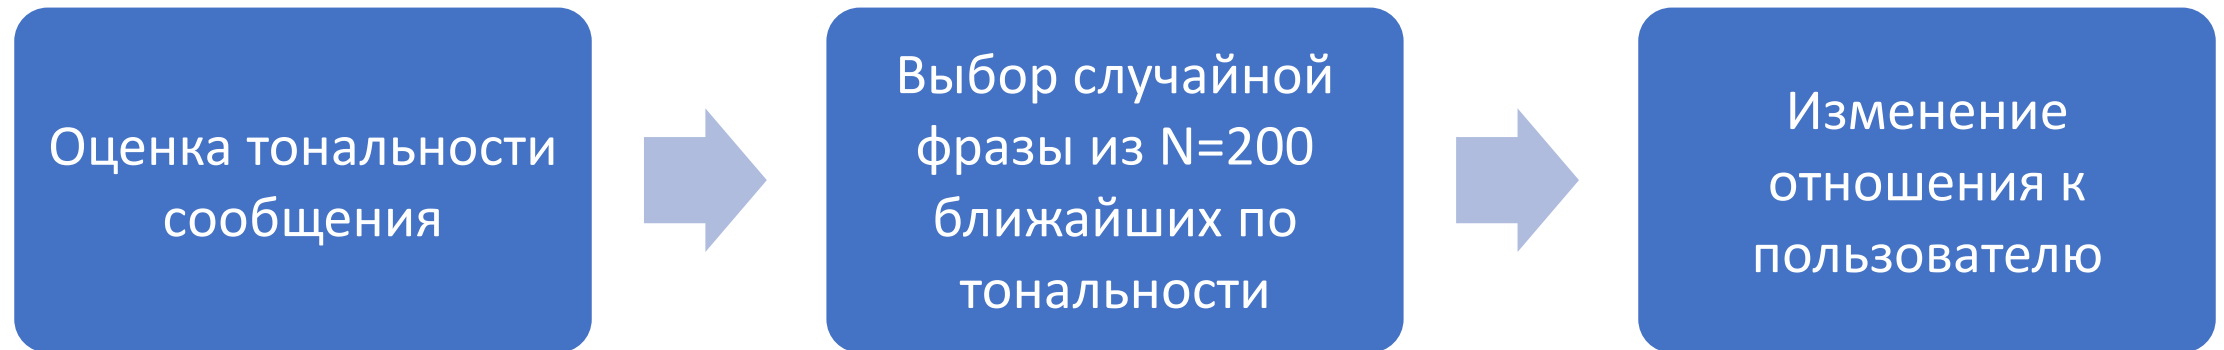 Оценка тональности
сообщения
Выбор случайной
фразы из N=200
ближайших по
тональности
Изменение
отношения к
пользователю